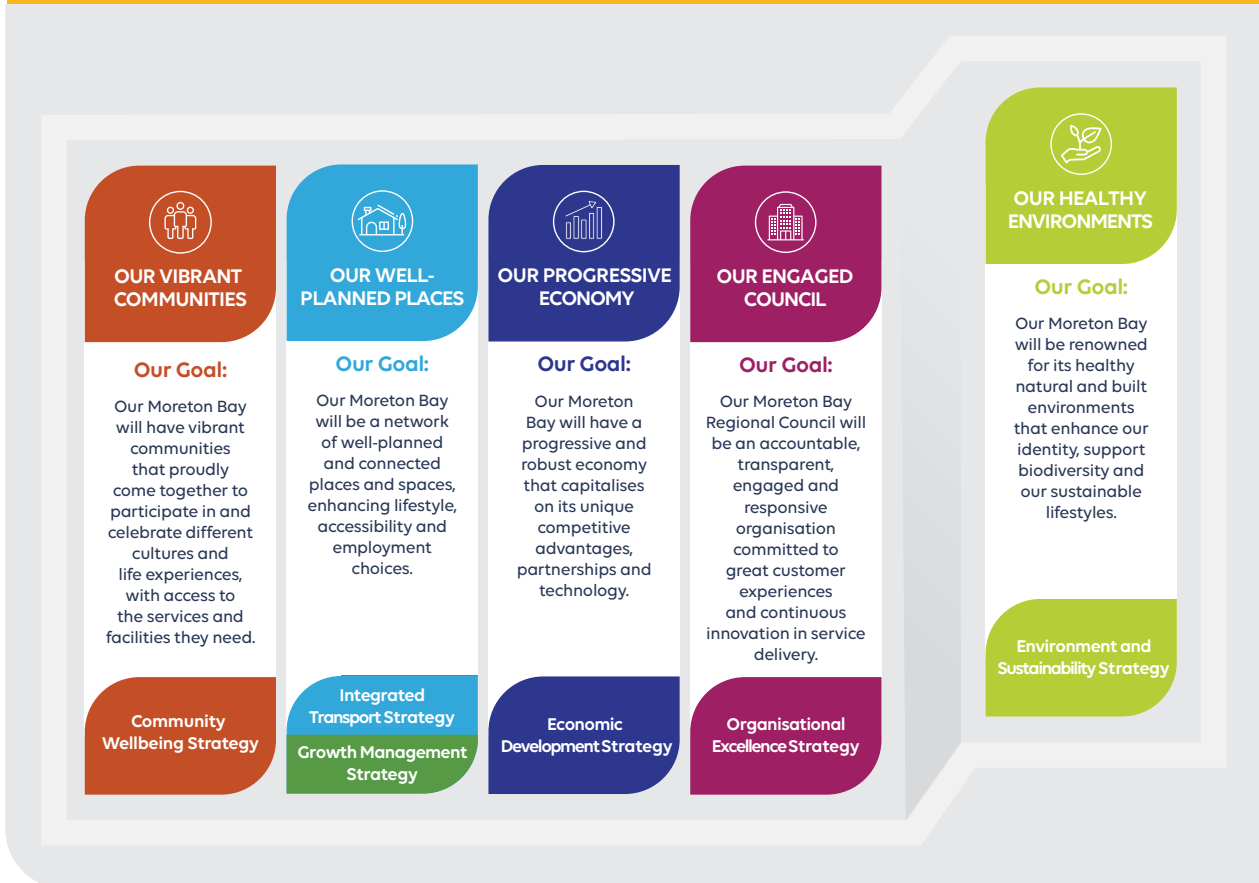 OUR VIBRANT
COMMUNITIES
Our Goal:
Our Moreton Bay
will have vibrant
communities
that proudly
come together to
participate in and
celebrate different
cultures and
life experiences,
with access to
the services and
facilities they need.
Community
Wellbeing Strategy
OUR WELL-
PLANNED PLACES
Our Goal:
Our Moreton Bay
will be a network
of well-planned
and connected
places and spaces,
enhancing lifestyle,
accessibility and
employment
choices.
Integrated
Transport Strategy
Growth Management
Strategy
OUR PROGRESSIVE
ECONOMY
Our Goal:
Our Moreton
Bay will have a
progressive and
robust economy
that capitalises
on its unique
competitive
advantages,
partnerships and
technology.
Economic
Development Strategy
OUR ENGAGED
COUNCIL
Our Goal:
Our Moreton Bay
Regional Council will
be an accountable,
transparent,
engaged and
responsive
organisation
committed to
great customer
experiences
and continuous
innovation in service
delivery.
Organisational
Excellence Strategy
OUR HEALTHY
ENVIRONMENTS
Our Goal:
Our Moreton Bay
will be renowned
for its healthy
natural and built
environments
that enhance our
identity, support
biodiversity and
our sustainable
lifestyles.
Environment and
Sustainability Strategy